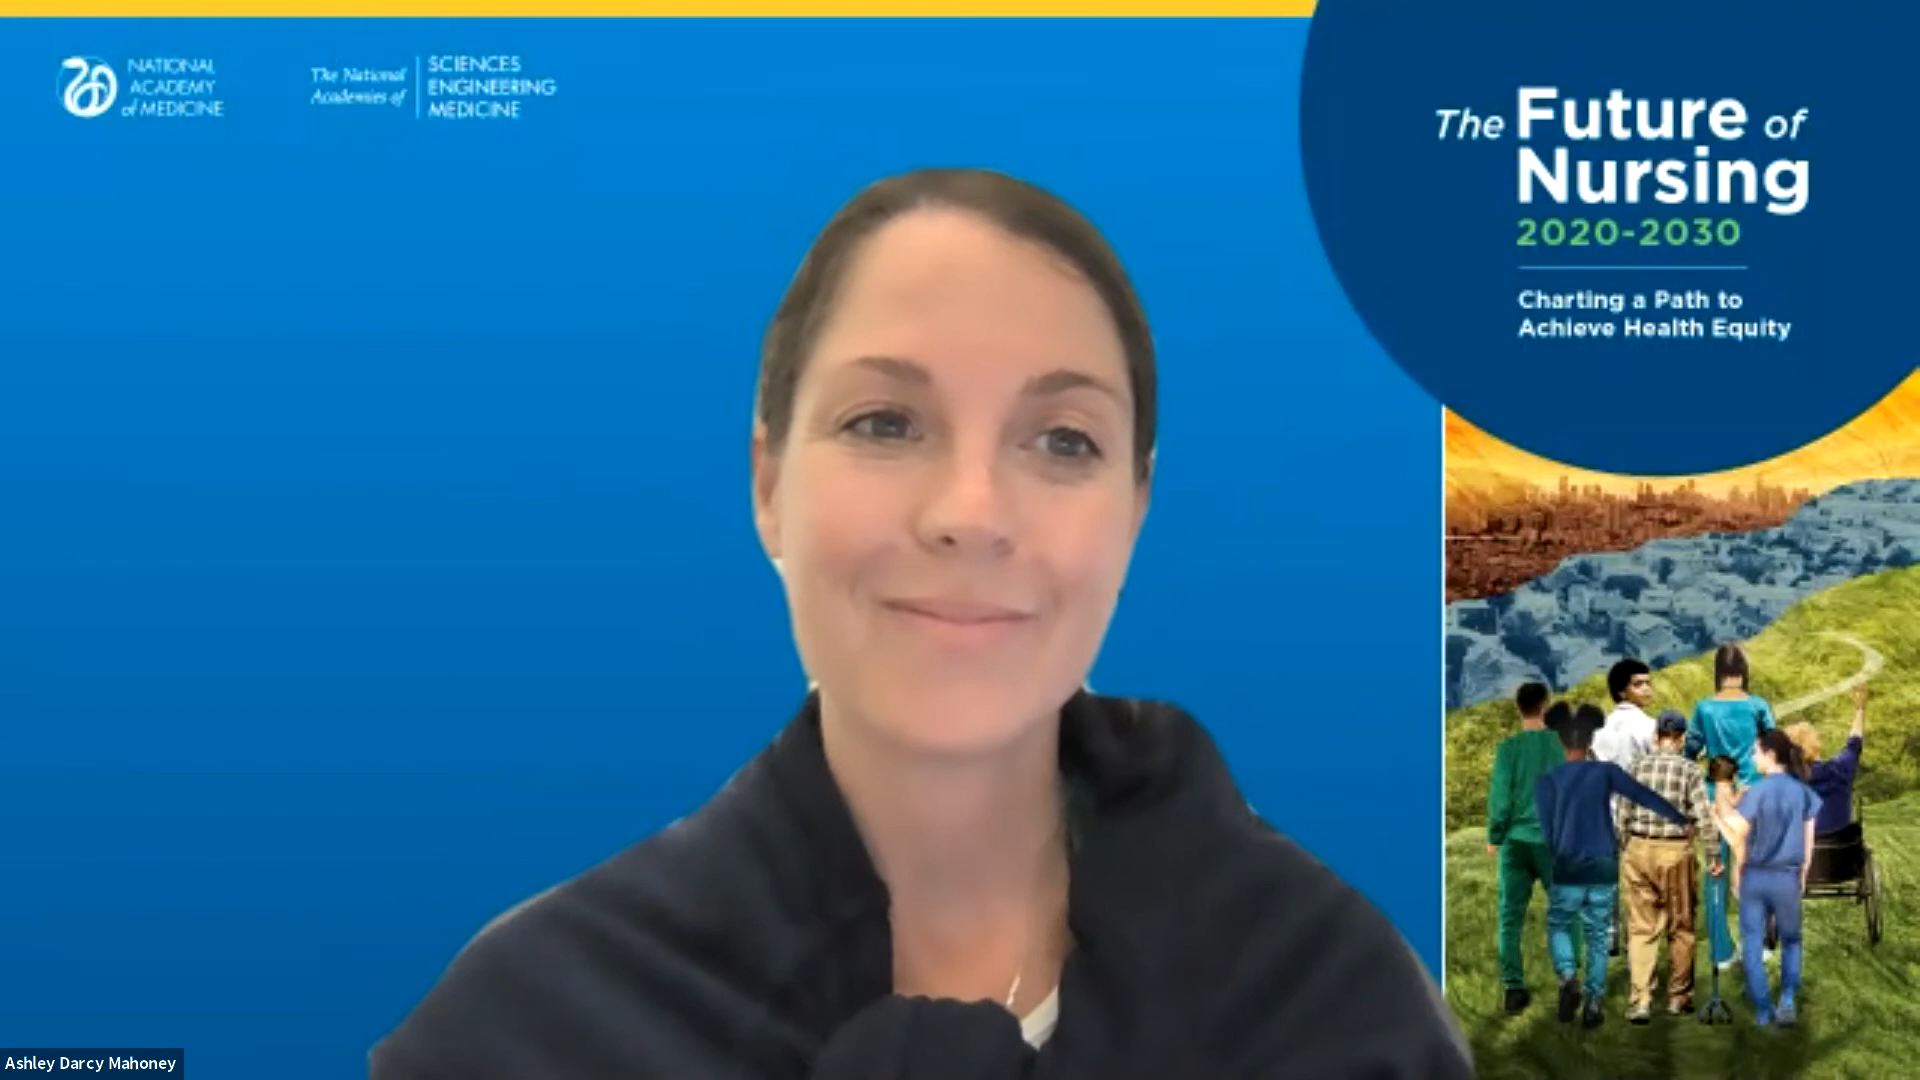 NATIONAL
ACADEMY
of MEDICINE
The National
Academies of
SCIENCES
ENGINEERING
MEDICINE
The Future of
Nursing
2020-2030
Charting a Path to
Achieve Health Equity
Ashley Darcy Mahoney